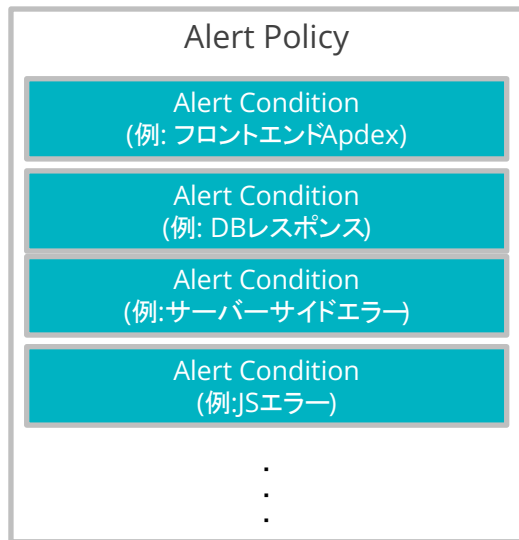 Alert Policy
Alert Condition
(例: フロントエンドApdex)
Alert Condition
(例: DBレスポンス)
Alert Condition
(例:サーバーサイドエラー)
Alert Condition
(例:JSエラー)
.
.
.